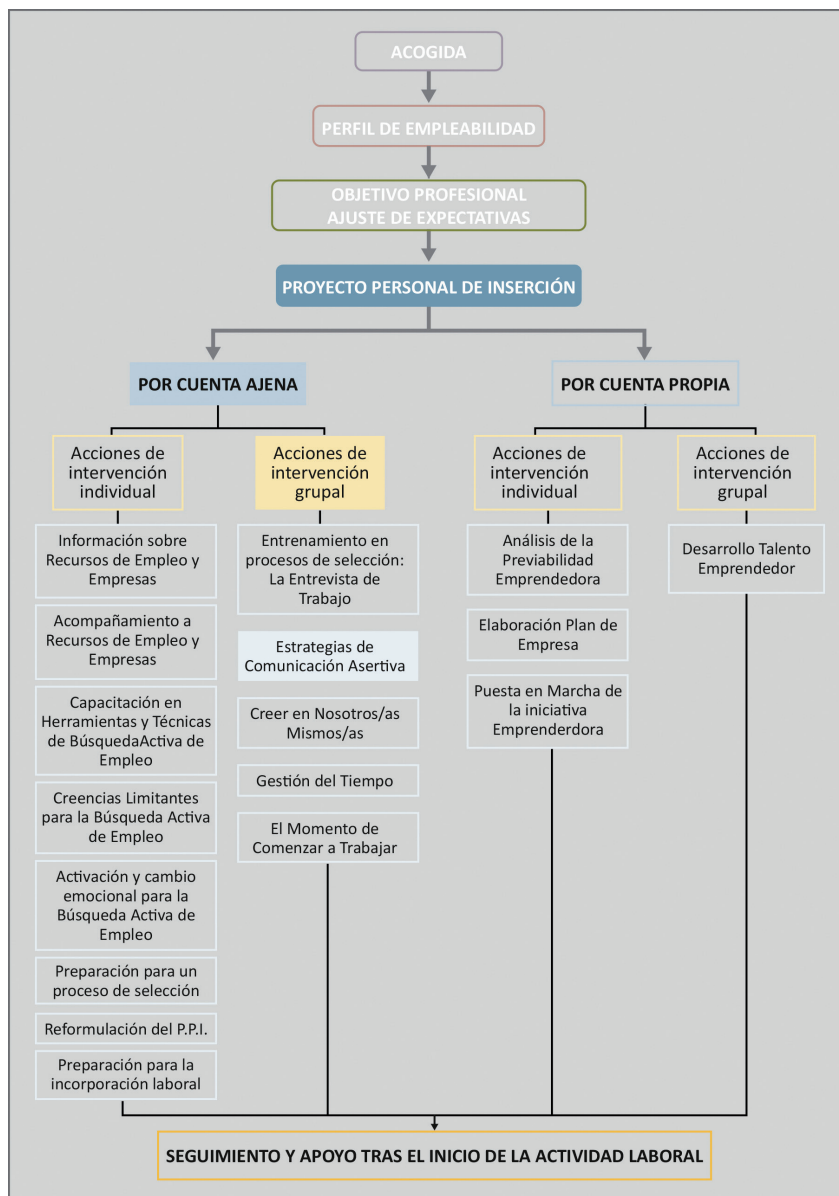 ACOGIDA
PERFIL DE EMPLEABILIDAD
OBJETIVO PROFESIONAL
AJUSTE DE EXPECTATIVAS
PROYECTO PERSONAL DE INSERCIÓN
POR CUENTA AJENA
POR CUENTA PROPIA
Acciones de
intervención
individual
Acciones de
intervención
grupal
Acciones de
intervención
individual
Acciones de
intervención
grupal
Información sobre
Recursos de Empleo y
Empresas
Acompañamiento a
Recursos de Empleo y
Empresas
Capacitación en
Herramientas y Técnicas
de BúsquedaActiva de
Empleo
Creencias Limitantes
para la Búsqueda Activa
de Empleo
Activación y cambio
emocional para la
Búsqueda Activa de
Empleo
Preparación para un
proceso de selección
Reformulación del P.P.I.
Preparación para la
incorporación laboral
Entrenamiento en
procesos de selección:
La Entrevista de
Trabajo
Estrategias de
Comunicación Asertiva
Creer en Nosotros/as
Mismos/as
Gestión del Tiempo
El Momento de
Comenzar a Trabajar
Análisis de la
Previabilidad
Emprendedora
Elaboración Plan de
Empresa
Puesta en Marcha de
la iniciativa
Emprenderdora
Desarrollo Talento
Emprendedor
SEGUIMIENTO Y APOYO TRAS EL INICIO DE LA ACTIVIDAD LABORAL